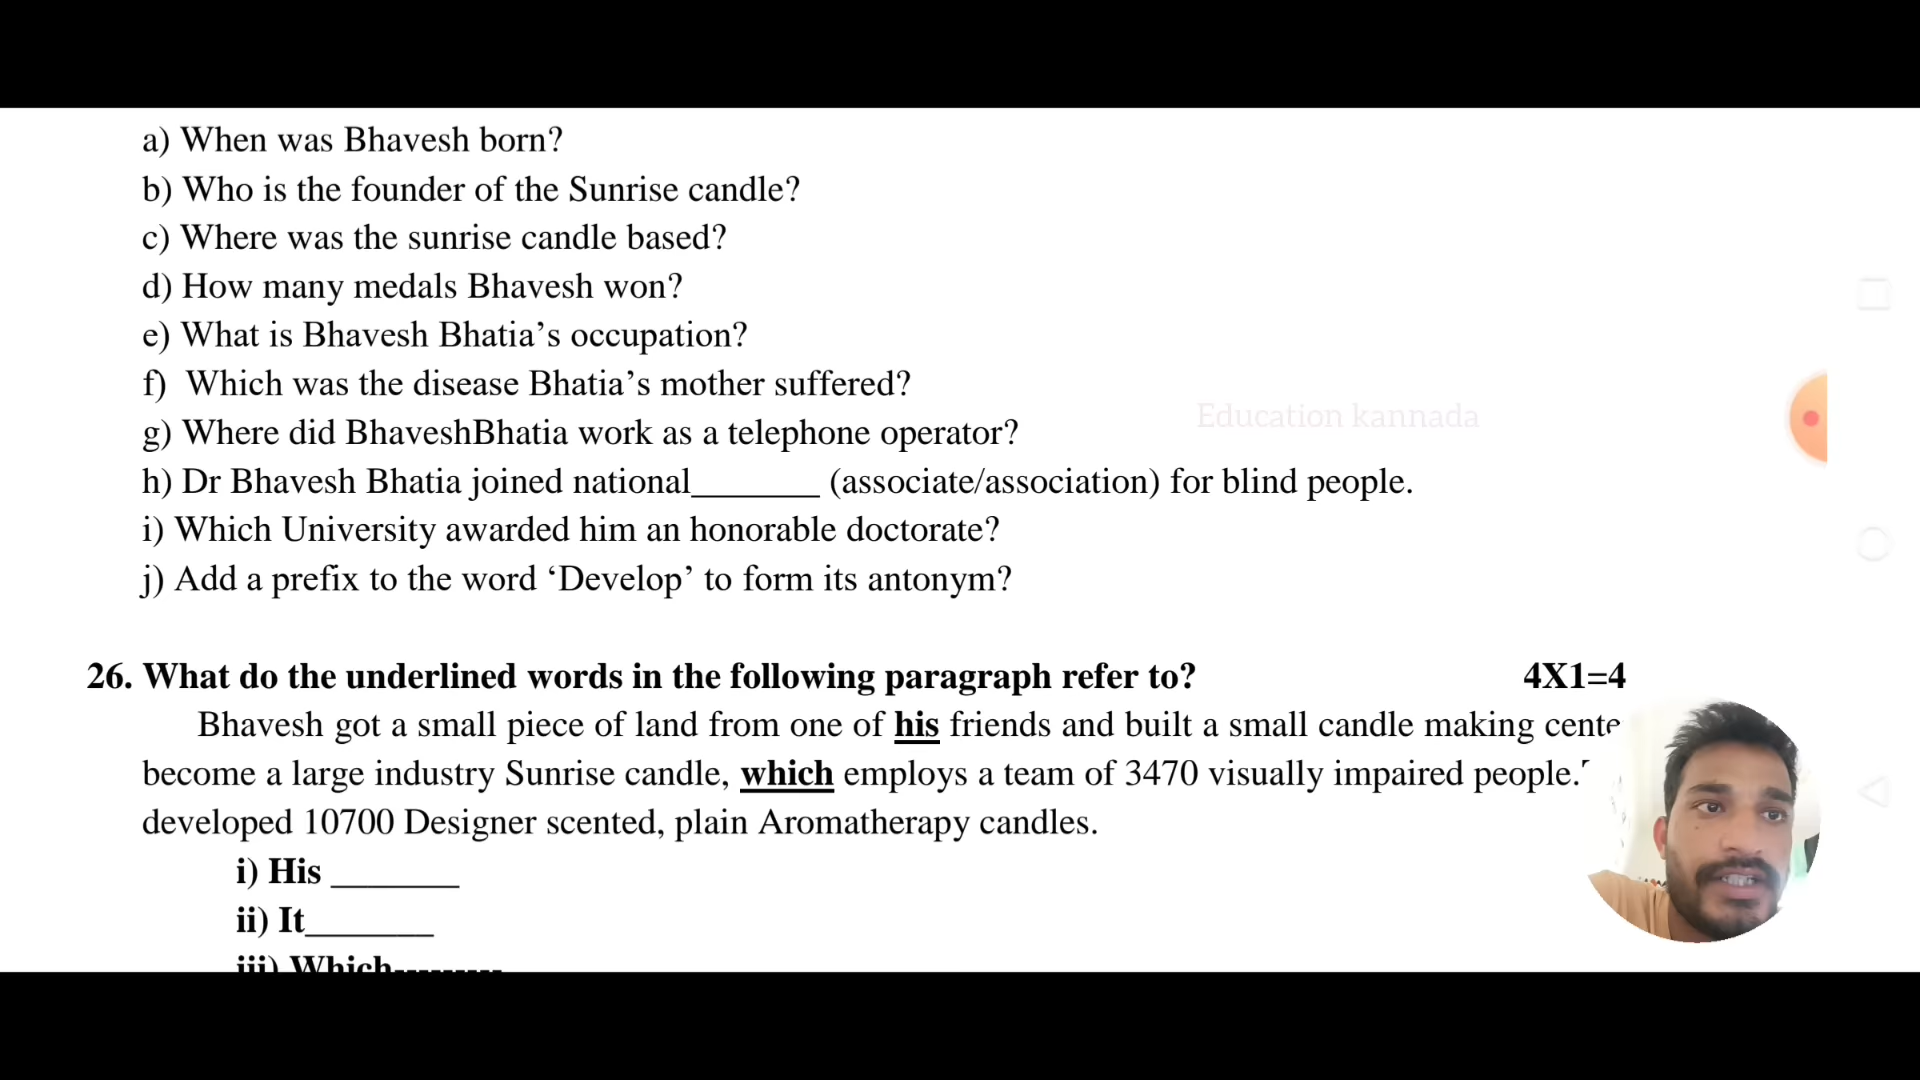 a) When was Bhavesh born?
b) Who is the founder of the Sunrise candle?
c) Where was the sunrise candle based?
d) How many medals Bhavesh won?
e) What is Bhavesh Bhatia’s occupation?
f) Which was the disease Bhatia’s mother suffered?
Education kannada
g) Where did BhaveshBhatia work as a telephone operator?
h) Dr Bhavesh Bhatia joined national_______ (associate/association) for blind people.
i) Which University awarded him an honorable doctorate?
j) Add a prefix to the word ‘Develop’ to form its antonym?
26. What do the underlined words in the following paragraph refer to? 4X1=4
Bhavesh got a small piece of land from one of his friends and built a small candle making
become a large industry Sunrise candle, which employs a team of 3470 visually impaired people.
developed 10700 Designer scented, plain Aromatherapy candles.
i) His _______
ii) It_______
iii) Which---------